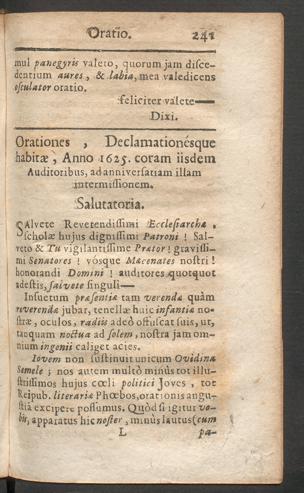 Oratio. 241
mul panegyris valeto, quorum jam disce-
dentium aures, & labia, mea valedicens
osculator oratio.
feliciter valete—
Dixi.
Orationes, Declamationésque
habitæ, Anno 1625. coram iisdem
Auditoribus, ad anniversariam illam
intermissionem.
Salutatoria.
SAlvete Reverendissimi Ecclesiarchæ,
scholæ hujus dignissimi Patroni! Sal-
veto & Tu vigilantissime Prætor! gravissi-
mi Senatores! vósque Mæcenates nostri!
honorandi Domini! auditores quotquot
adestis, salvete singuli—
Insuetum præsentiæ tam verendæ quàm
reverendæ jubar, tenellæ huic infantiæ no-
stræ, oculos, radiis adeò offuscat suis, ut,
tanquam noctua ad solem, nostra jam om-
nium ingenii caliget acies.
Iovem non sustinuit unicum Ovidina
Semele; nos autem multò minùs tot illu-
strissimos hujus cœli politici Joves, tot
Reipub. literariæ Phœbos, orationis angu-
stiâ excipere possumus. Quòd si igitur vo-
bis, apparatus hic noster, minùs lautus (cum
L pa-